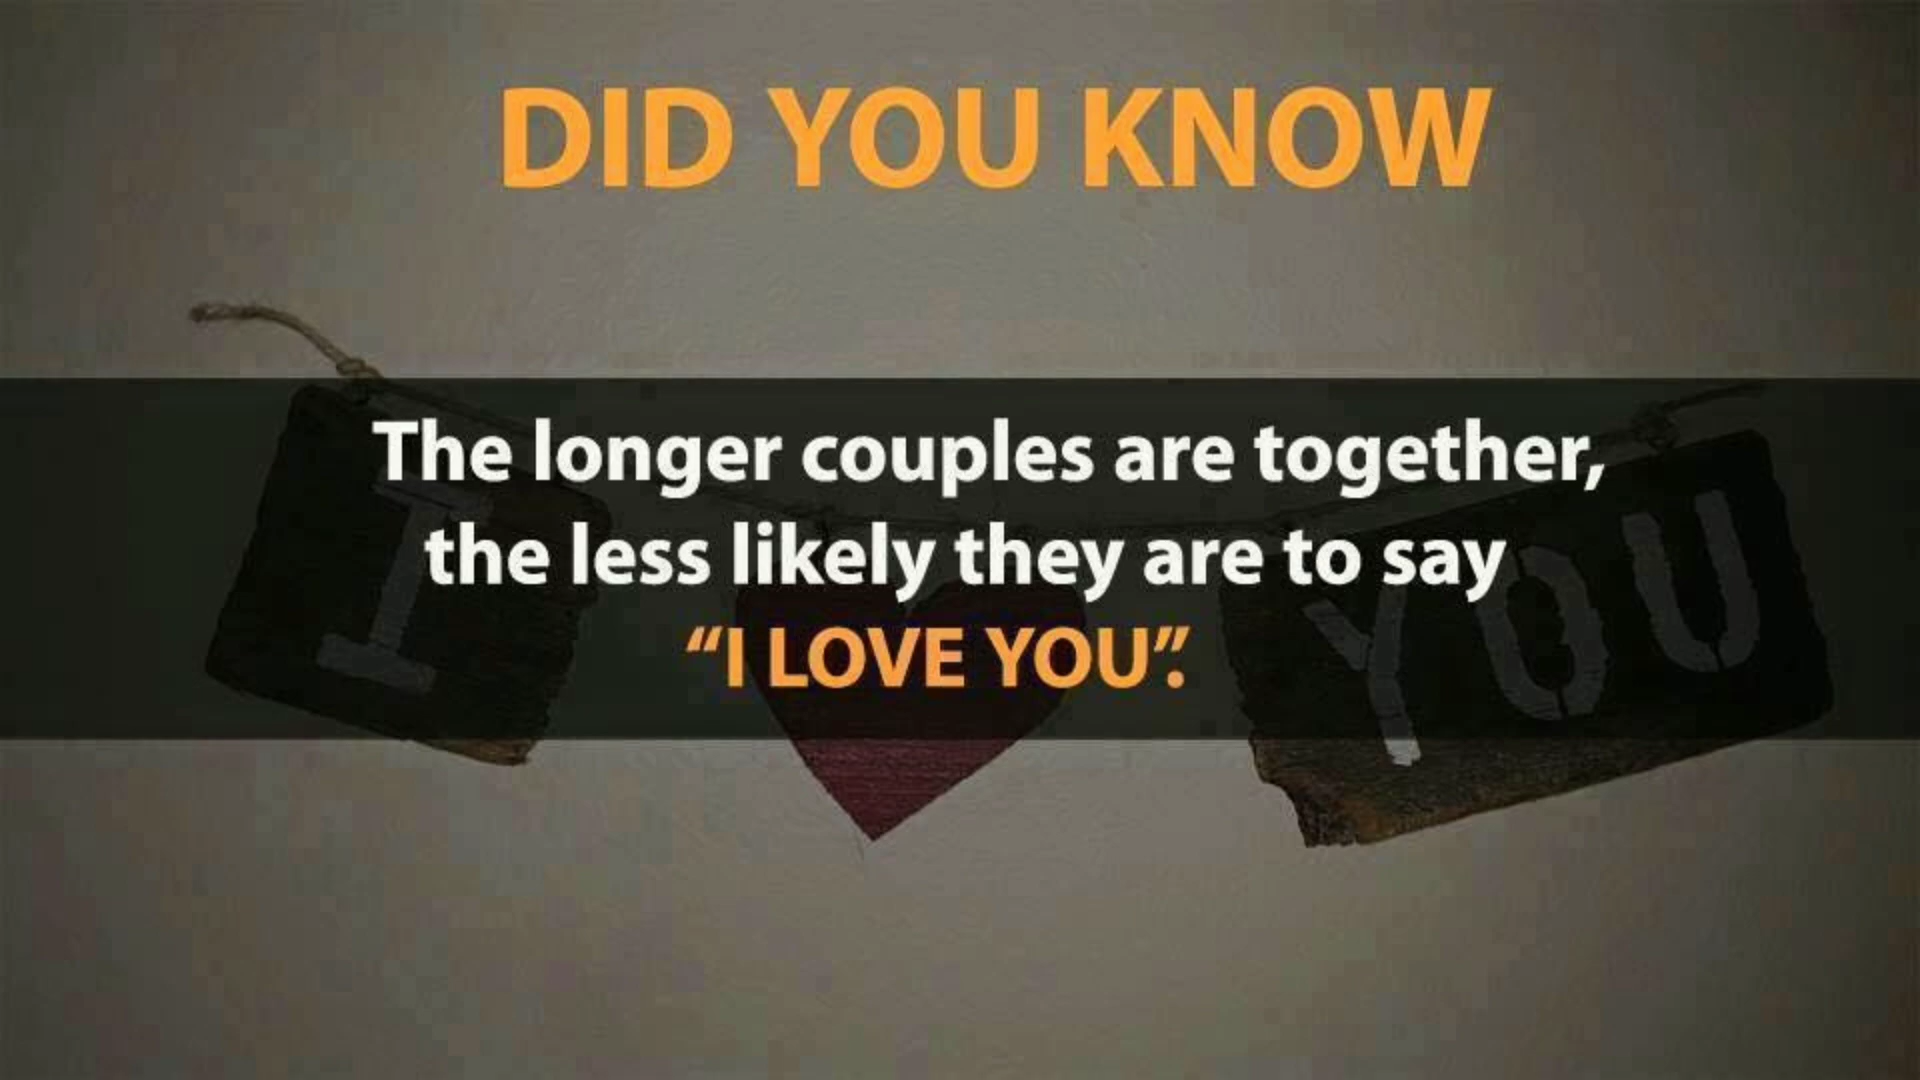 DID YOU KNOW
The longer couples are together,
the less likely they are to say
“I LOVE YOU”.
I
YOU